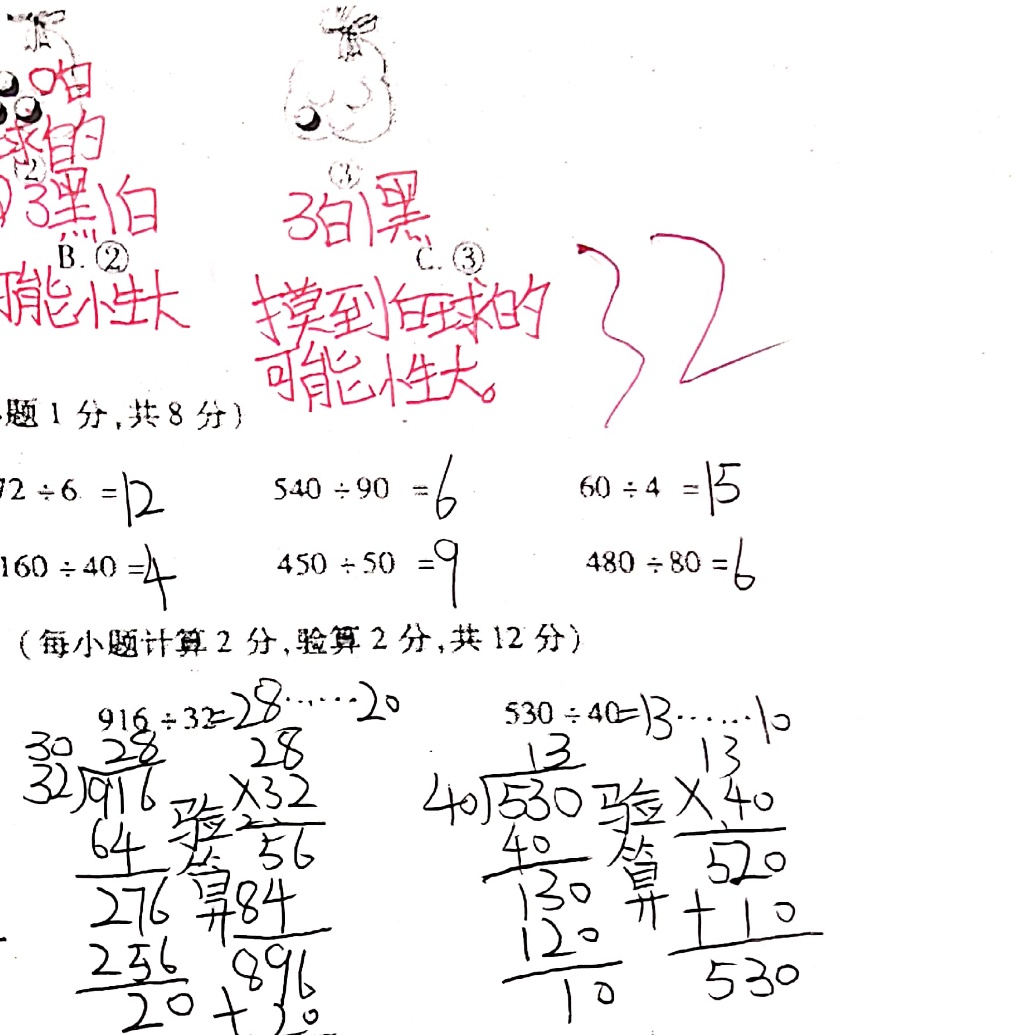 白
球的
② ③
3黑1白 3白1黑
B.② C.③
可能性大 摸到白球的
可能性大。
32
题1分,共8分)
72÷6=12 540÷90=6 60÷4=15
160÷40=4 450÷50=9 480÷80=6
(每小题计算2分,验算2分,共12分)
916÷32=28……20 530÷40=13……10
30 28 28 13 13
32)916 验 ×32 40)530 验 ×40
64 算 56 40 算 520
276 84 130 +10
256 896 120 530
20 +20 10